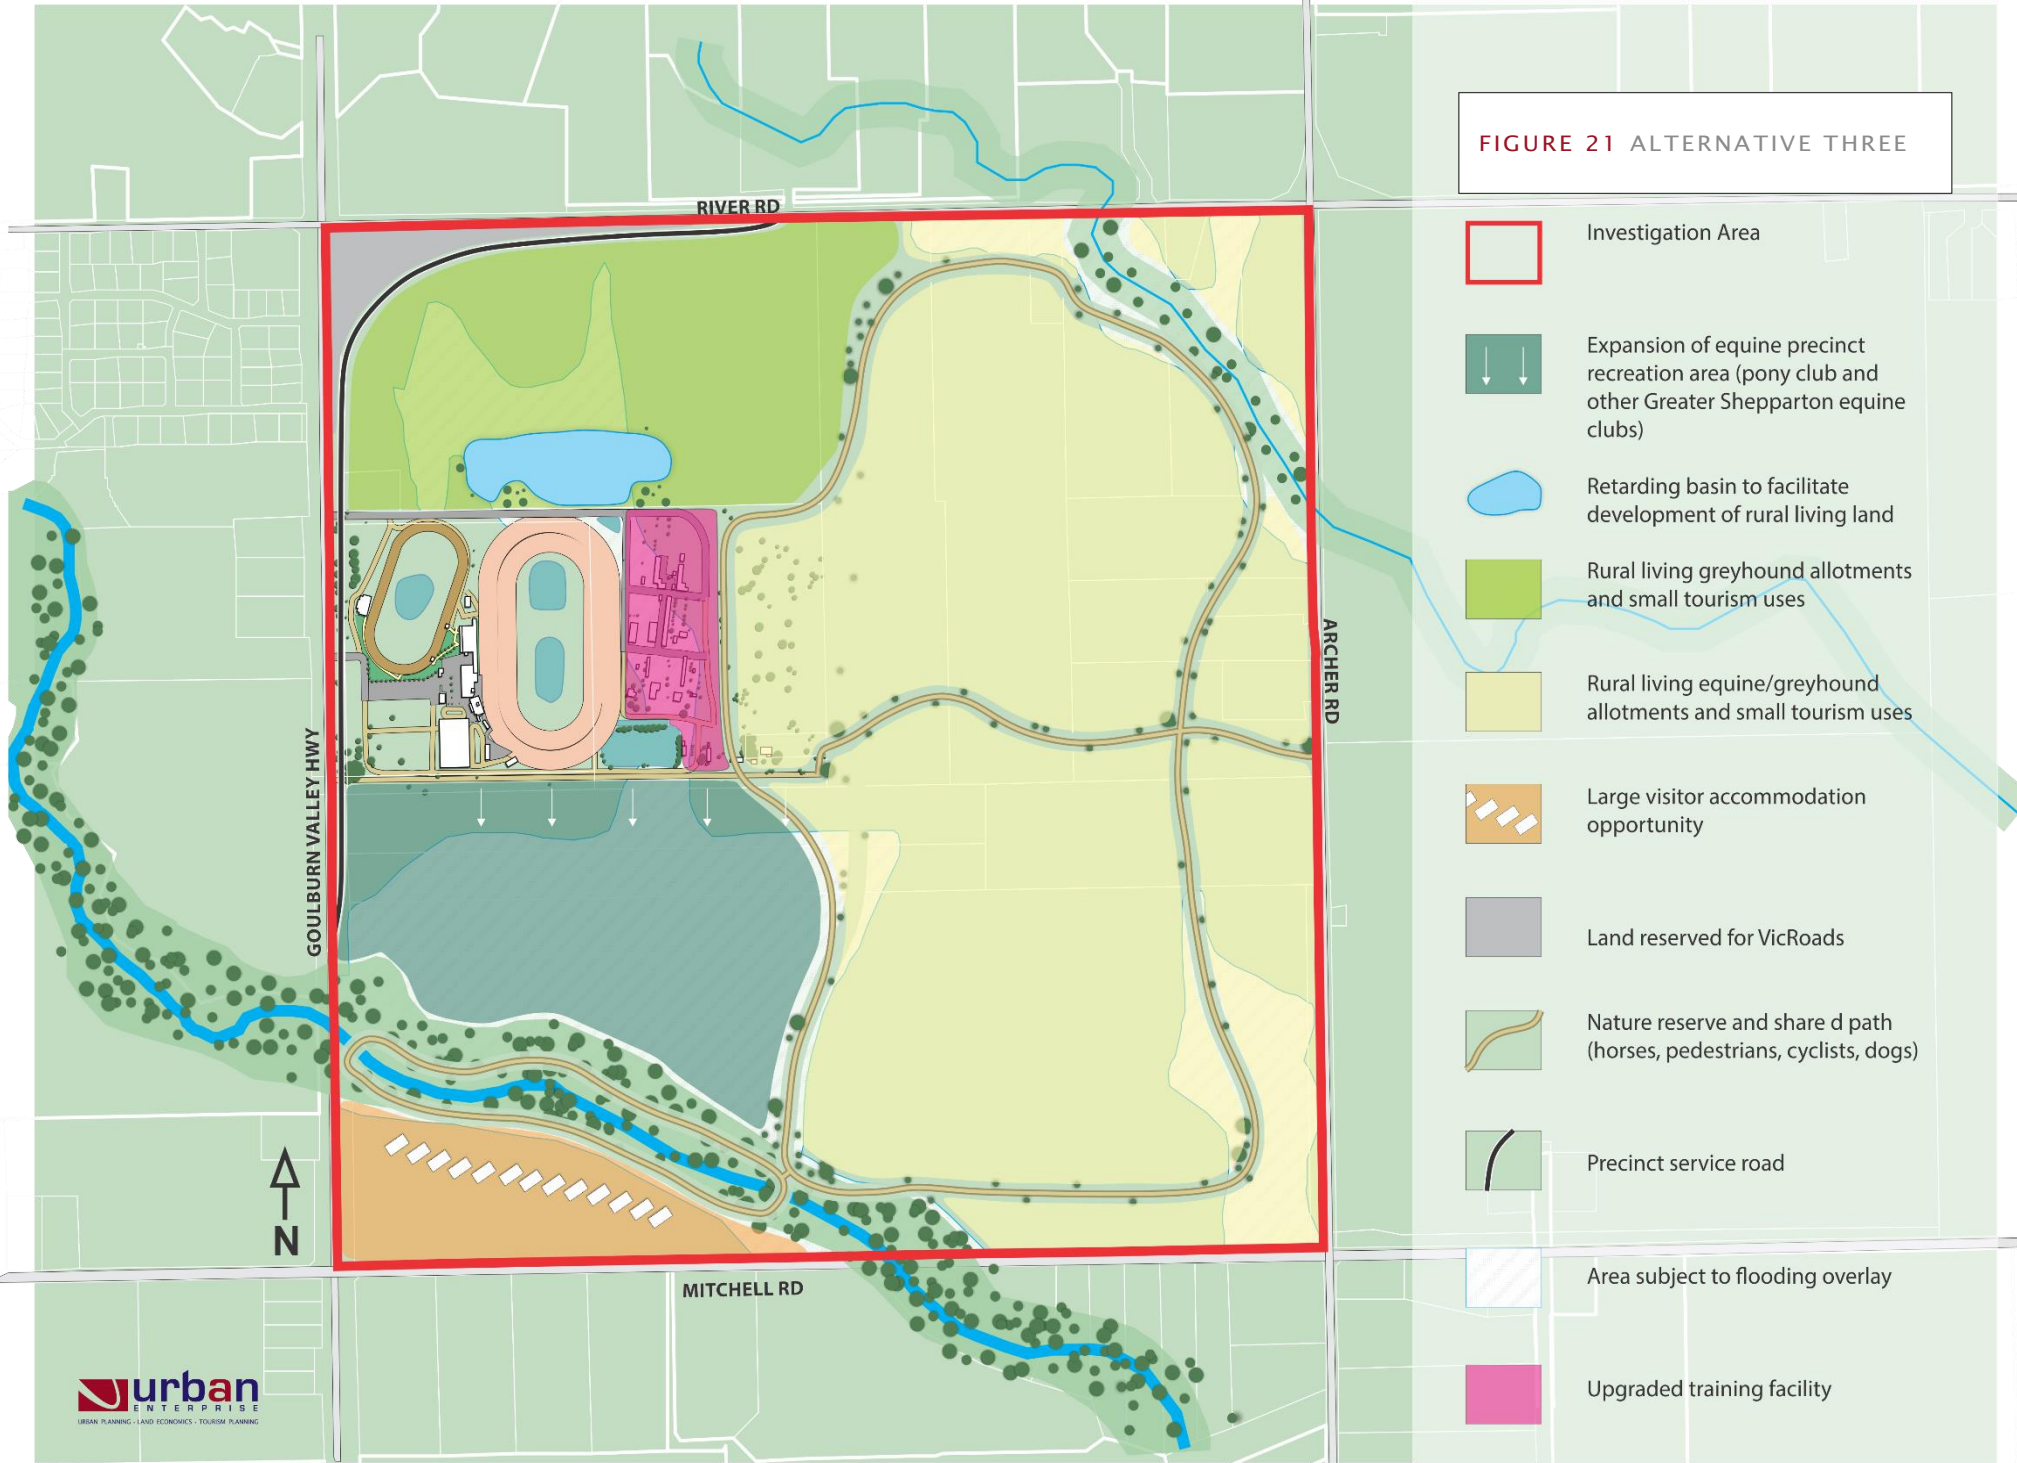 FIGURE 21 ALTERNATIVE THREE
RIVER RD
Investigation Area
Expansion of equine precinct
recreation area (pony club and
other Greater Shepparton equine
clubs)
Retarding basin to facilitate
development of rural living land
Rural living greyhound allotments
and small tourism uses
Rural living equine/greyhound
allotments and small tourism uses
Large visitor accommodation
opportunity
Land reserved for VicRoads
Nature reserve and share d path
(horses, pedestrians, cyclists, dogs)
Precinct service road
Area subject to flooding overlay
Upgraded training facility
ARCHER RD
GOULBURN VALLEY HWY
N
MITCHELL RD
urban
ENTERPRISE
URBAN PLANNING - LAND ECONOMICS - TOURISM PLANNING